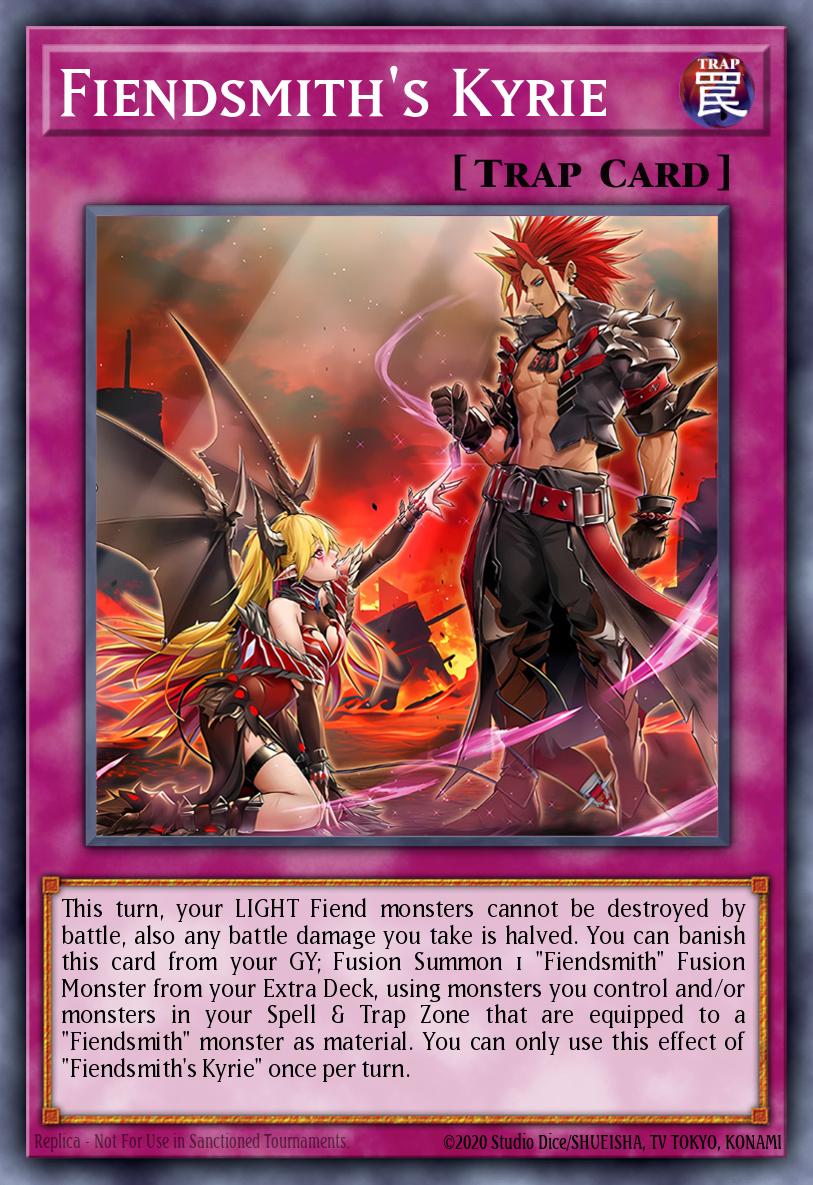 Fiendsmith's Kyrie
TRAP
罠
[Trap Card]
This turn, your LIGHT Fiend monsters cannot be destroyed by
battle, also any battle damage you take is halved. You can banish
this card from your GY; Fusion Summon 1 "Fiendsmith" Fusion
Monster from your Extra Deck, using monsters you control and/or
monsters in your Spell & Trap Zone that are equipped to a
"Fiendsmith" monster as material. You can only use this effect of
"Fiendsmith's Kyrie" once per turn.
Replica - Not For Use in Sanctioned Tournaments.
©2020 Studio Dice/SHUEISHA, TV TOKYO, KONAMI